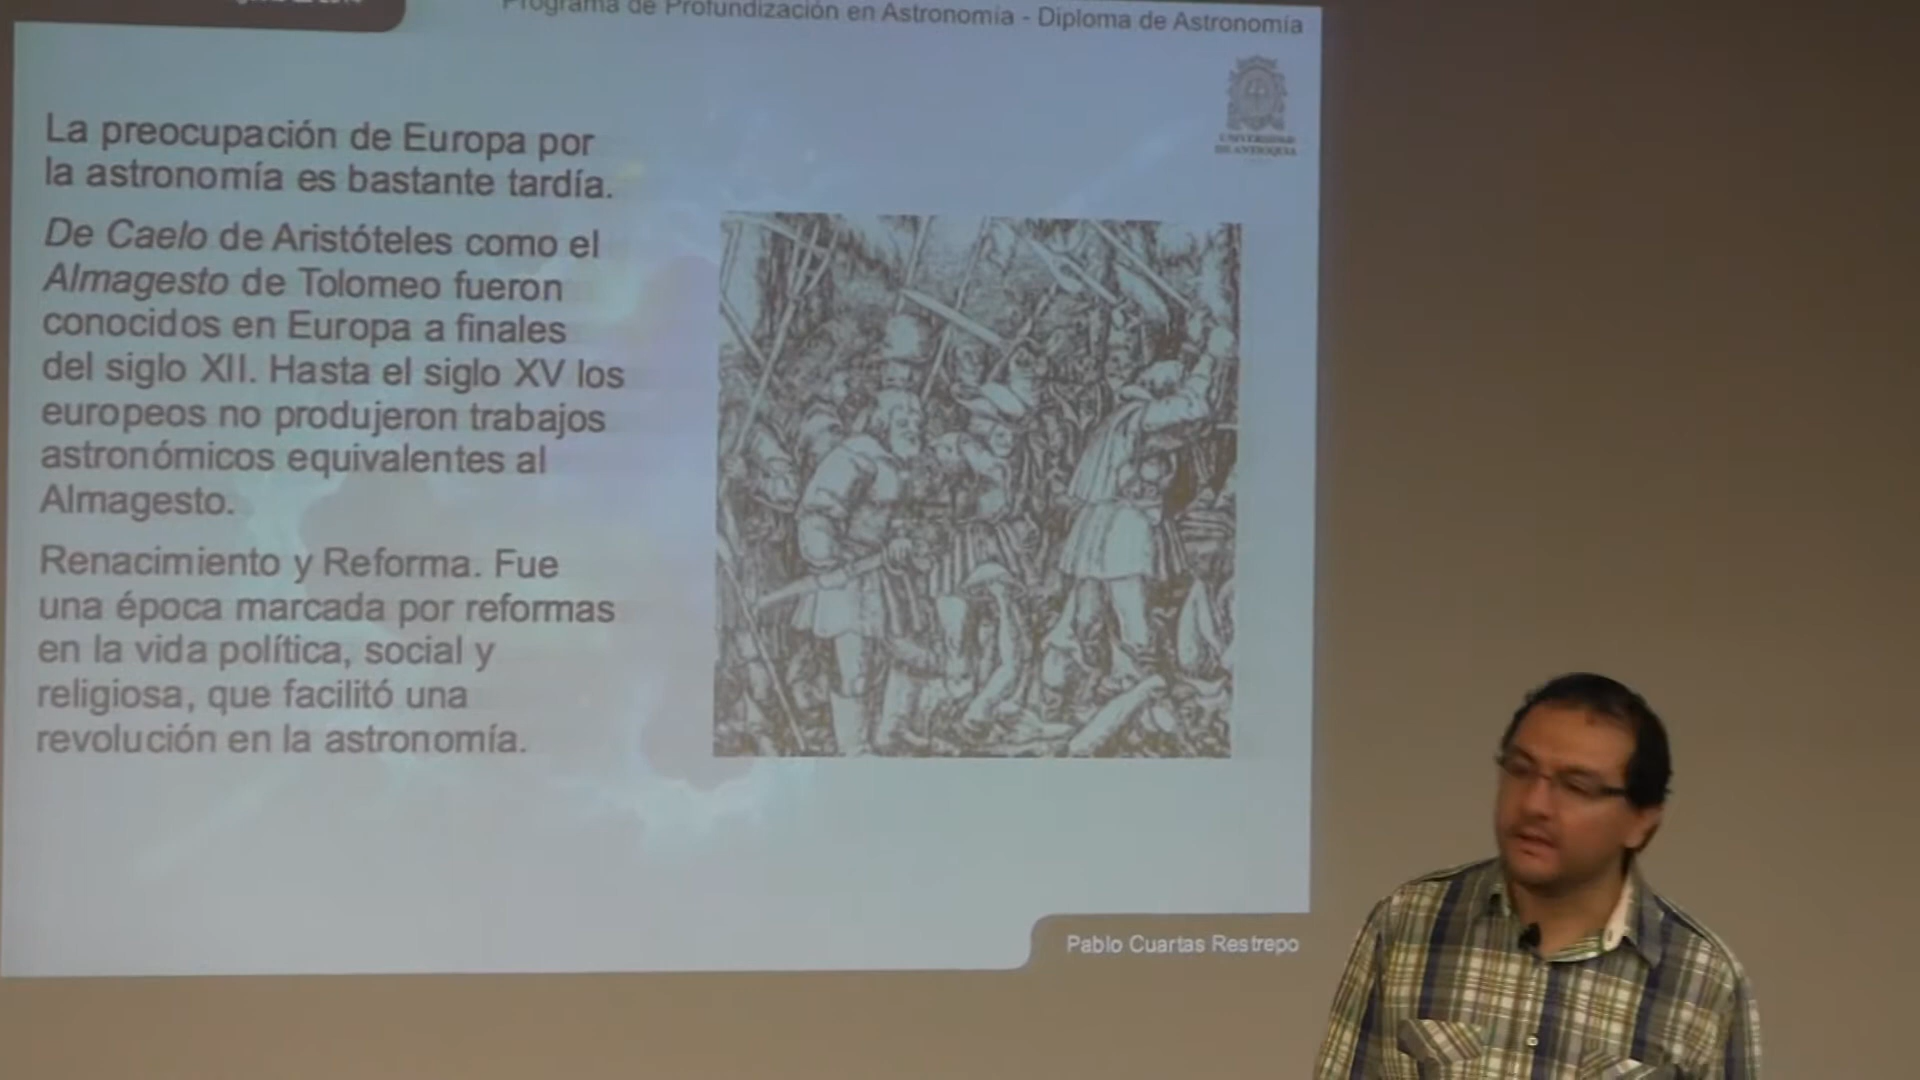 Programa de Profundización en Astronomía - Diploma de Astronomía
UNIVERSIDAD
DE ANTIOQUIA
La preocupación de Europa por
la astronomía es bastante tardía.
De Caelo de Aristóteles como el
Almagesto de Tolomeo fueron
conocidos en Europa a finales
del siglo XII. Hasta el siglo XV los
europeos no produjeron trabajos
astronómicos equivalentes al
Almagesto.
Renacimiento y Reforma. Fue
una época marcada por reformas
en la vida política, social y
religiosa, que facilitó una
revolución en la astronomía.
Pablo Cuartas Restrepo